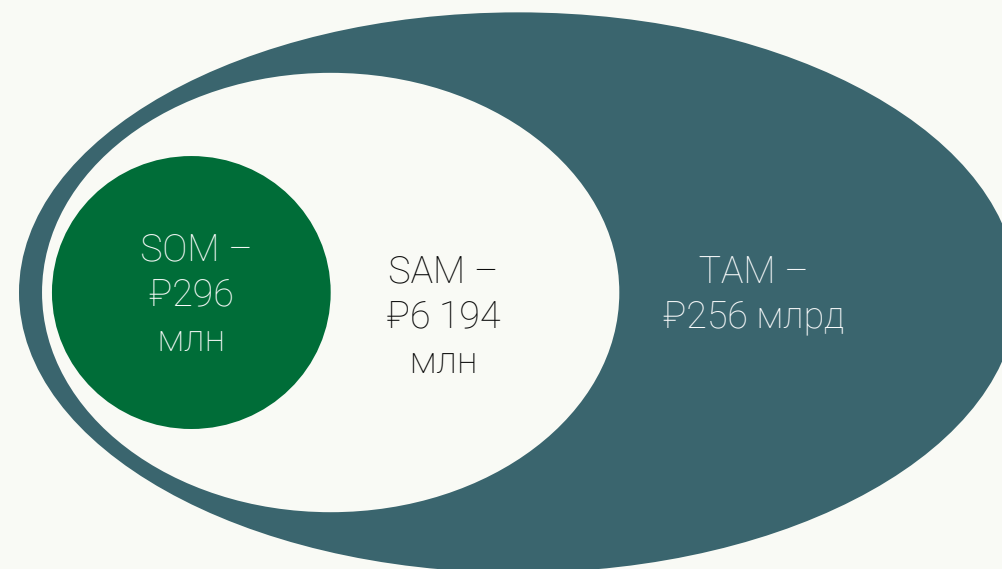 SOM –
₽296
млн
SAM –
₽6 194
млн
TAM –
₽256 млрд